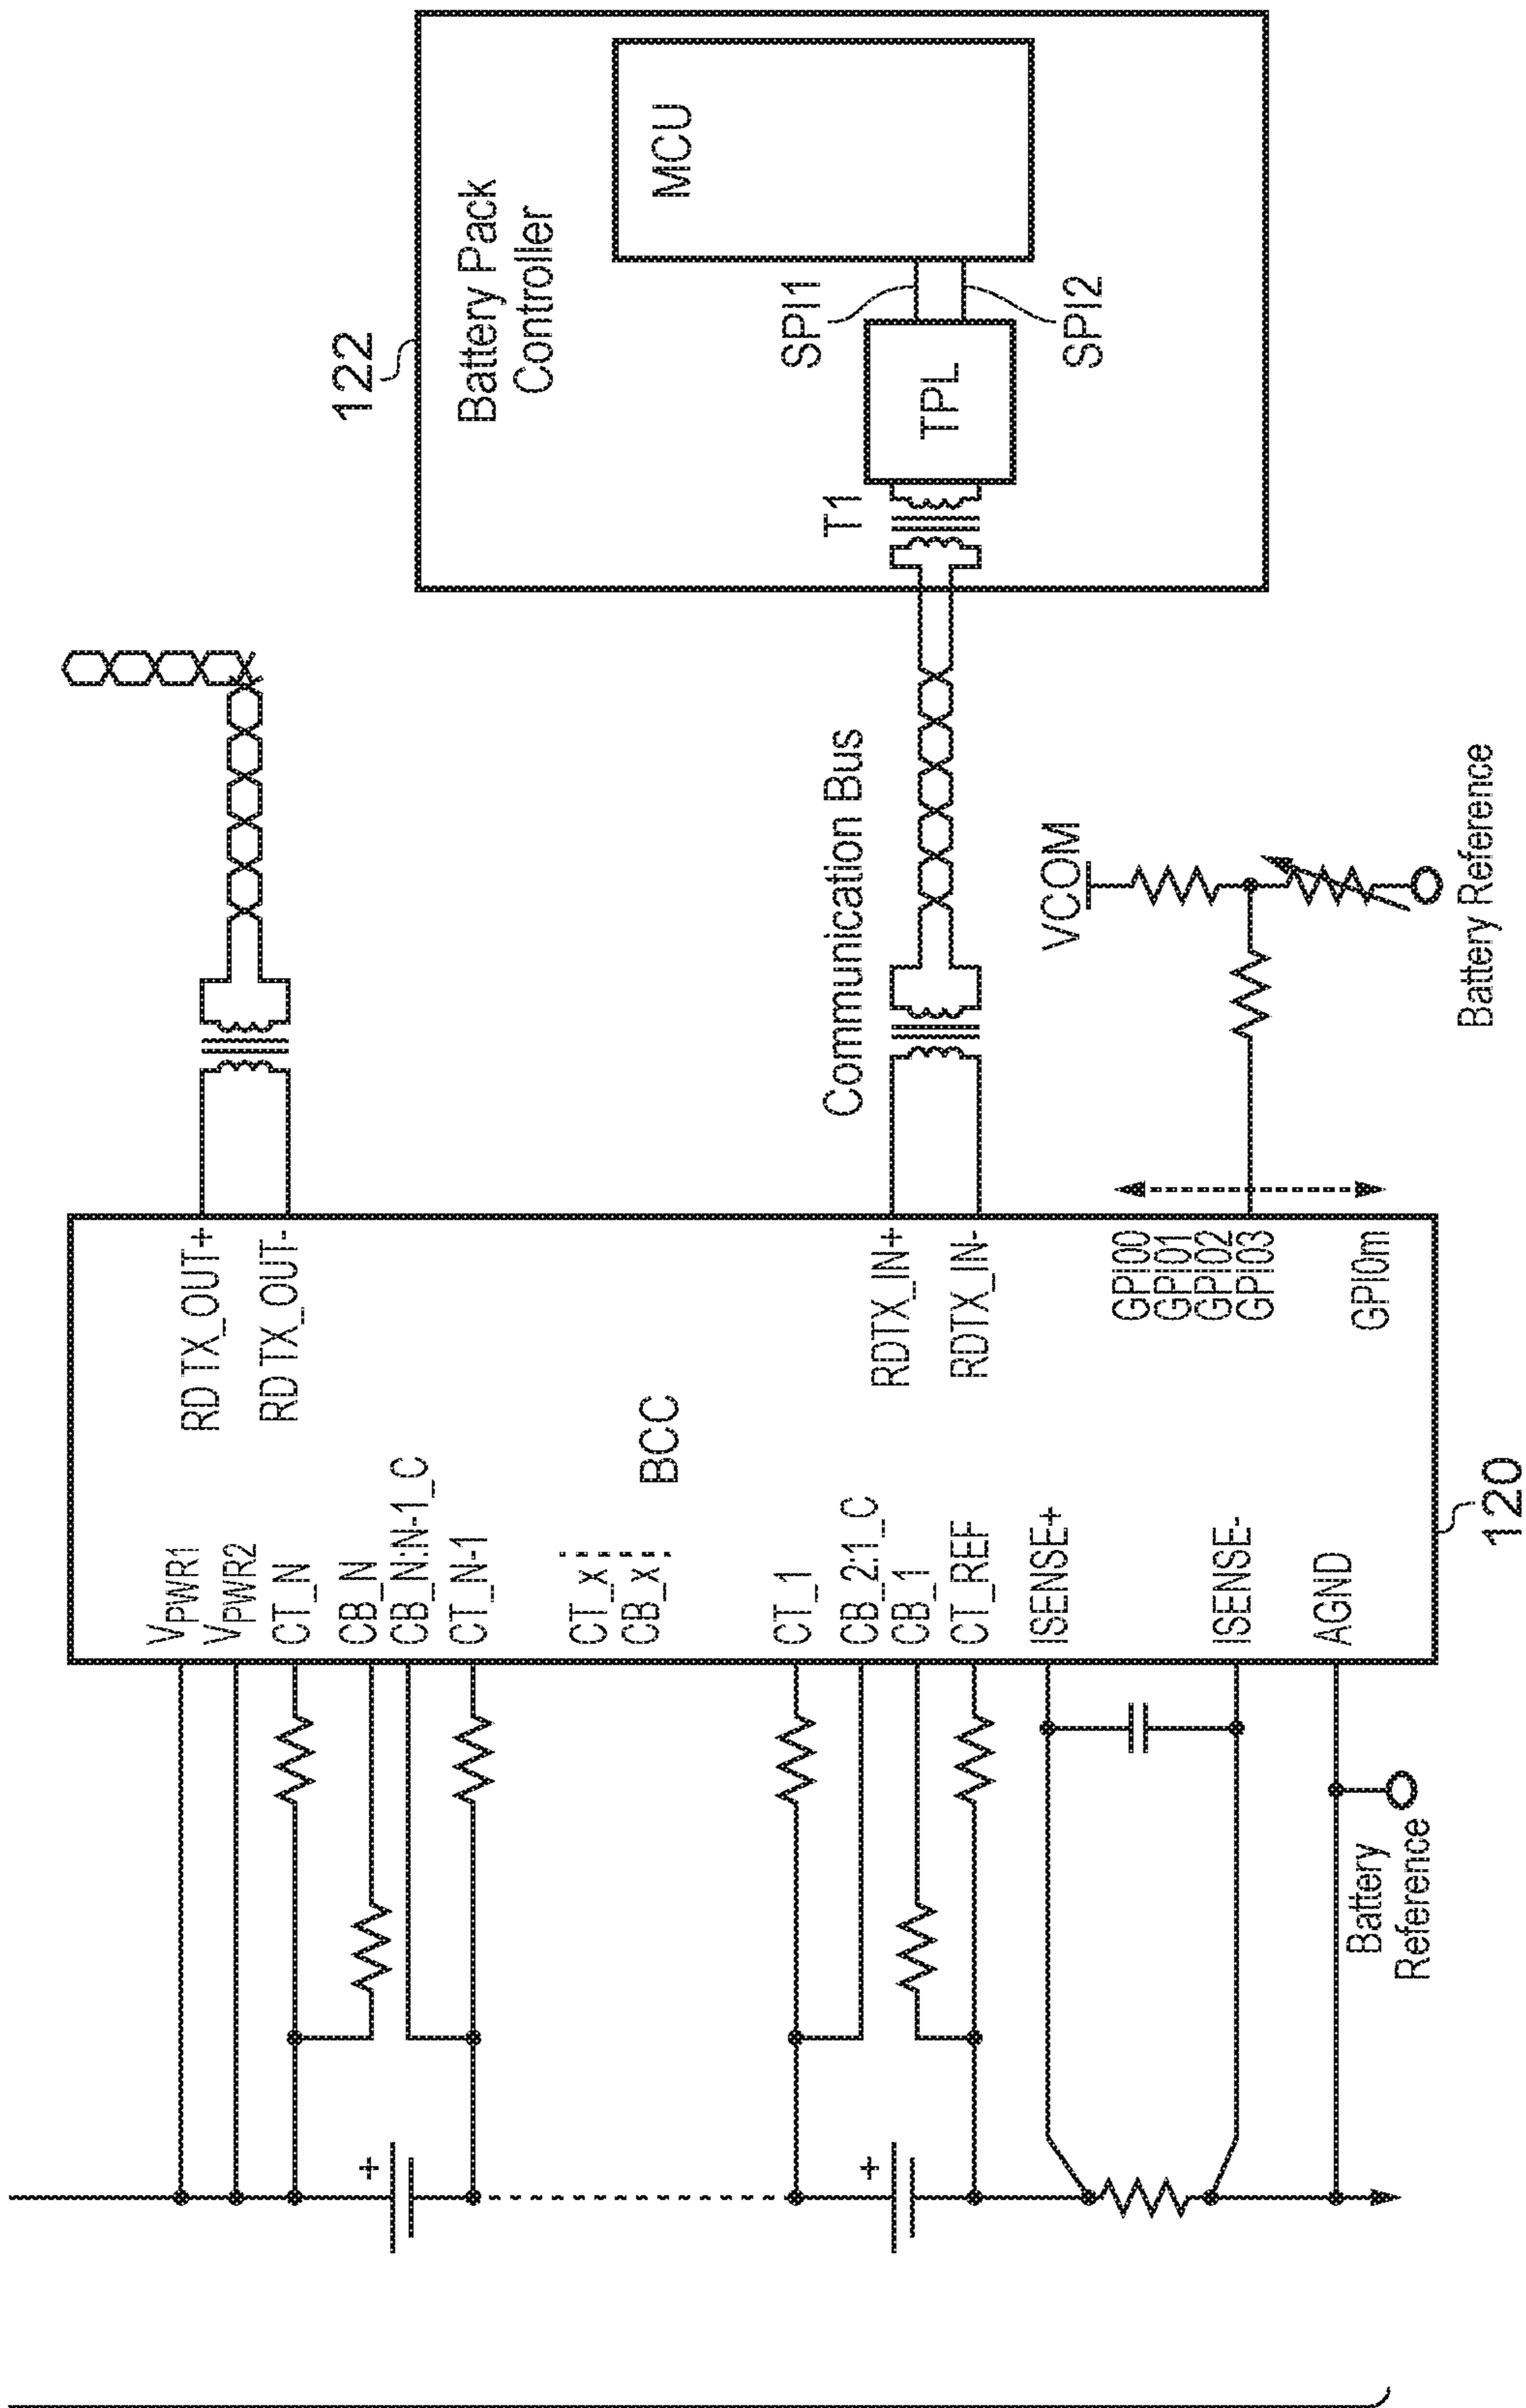 122
Battery Pack
Controller
MCU
SPI1
SPI2
TPL
T1
Communication Bus
VCOM
Battery Reference
RD TX_OUT+
RD TX_OUT-
RDTX_IN+
RDTX_IN-
GPIO0
GPIO1
GPIO2
GPIO3
GPIOm
BCC
VPWR1
VPWR2
CT_N
CB_N
CB_N:N-1_C
CT_N-1
CT_x
CB_x
CT_1
CB_2:1_C
CB_1
CT_REF
ISENSE+
ISENSE-
AGND
120
Battery
Reference
+
+